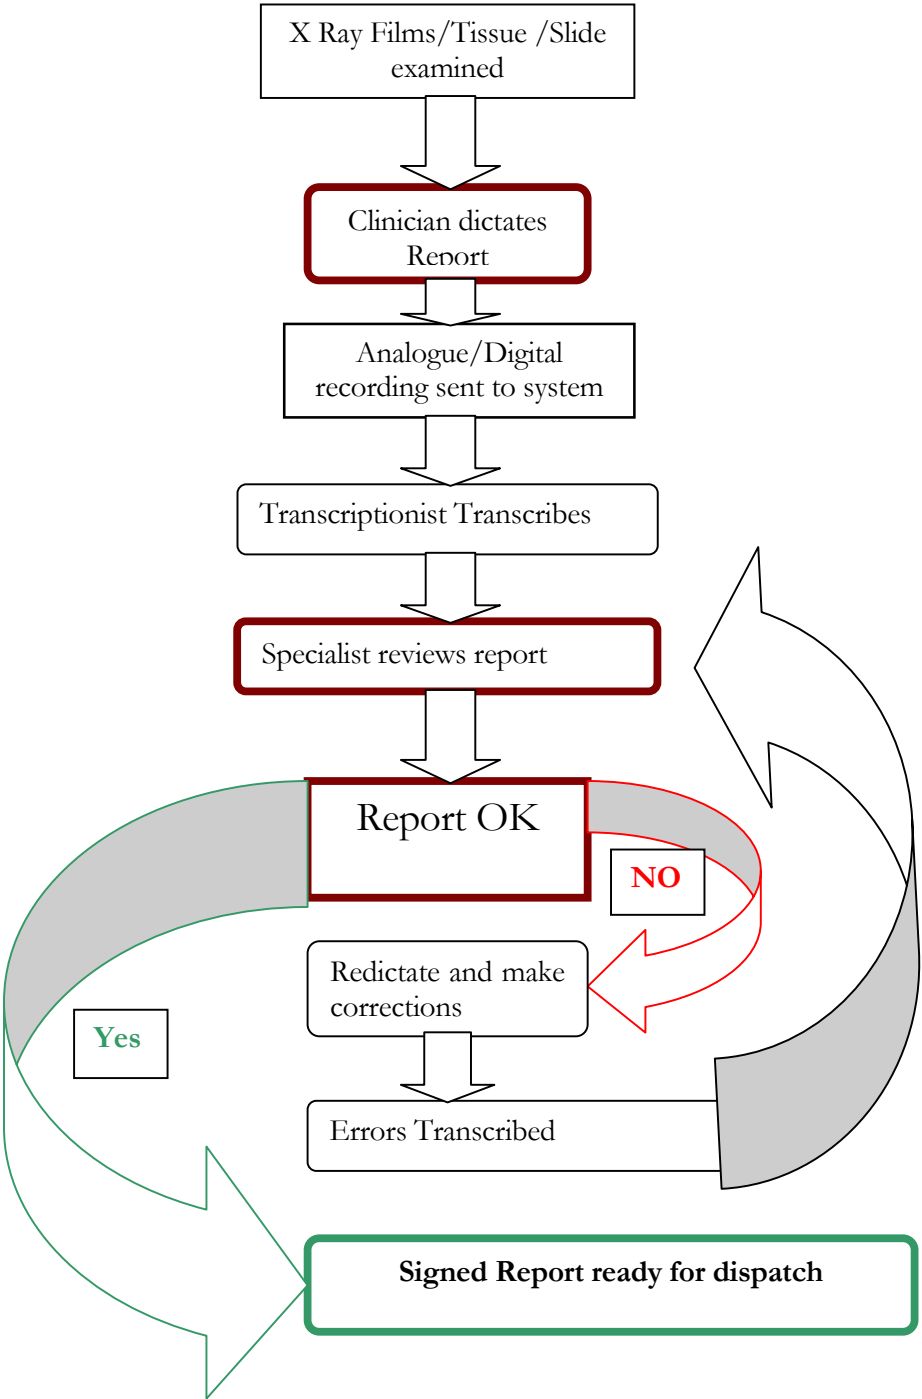 X Ray Films/Tissue /Slide
examined
Clinician dictates
Report
Analogue/Digital
recording sent to system
Transcriptionist Transcribes
Specialist reviews report
Report OK
NO
Redictate and make
corrections
Yes
Errors Transcribed
Signed Report ready for dispatch